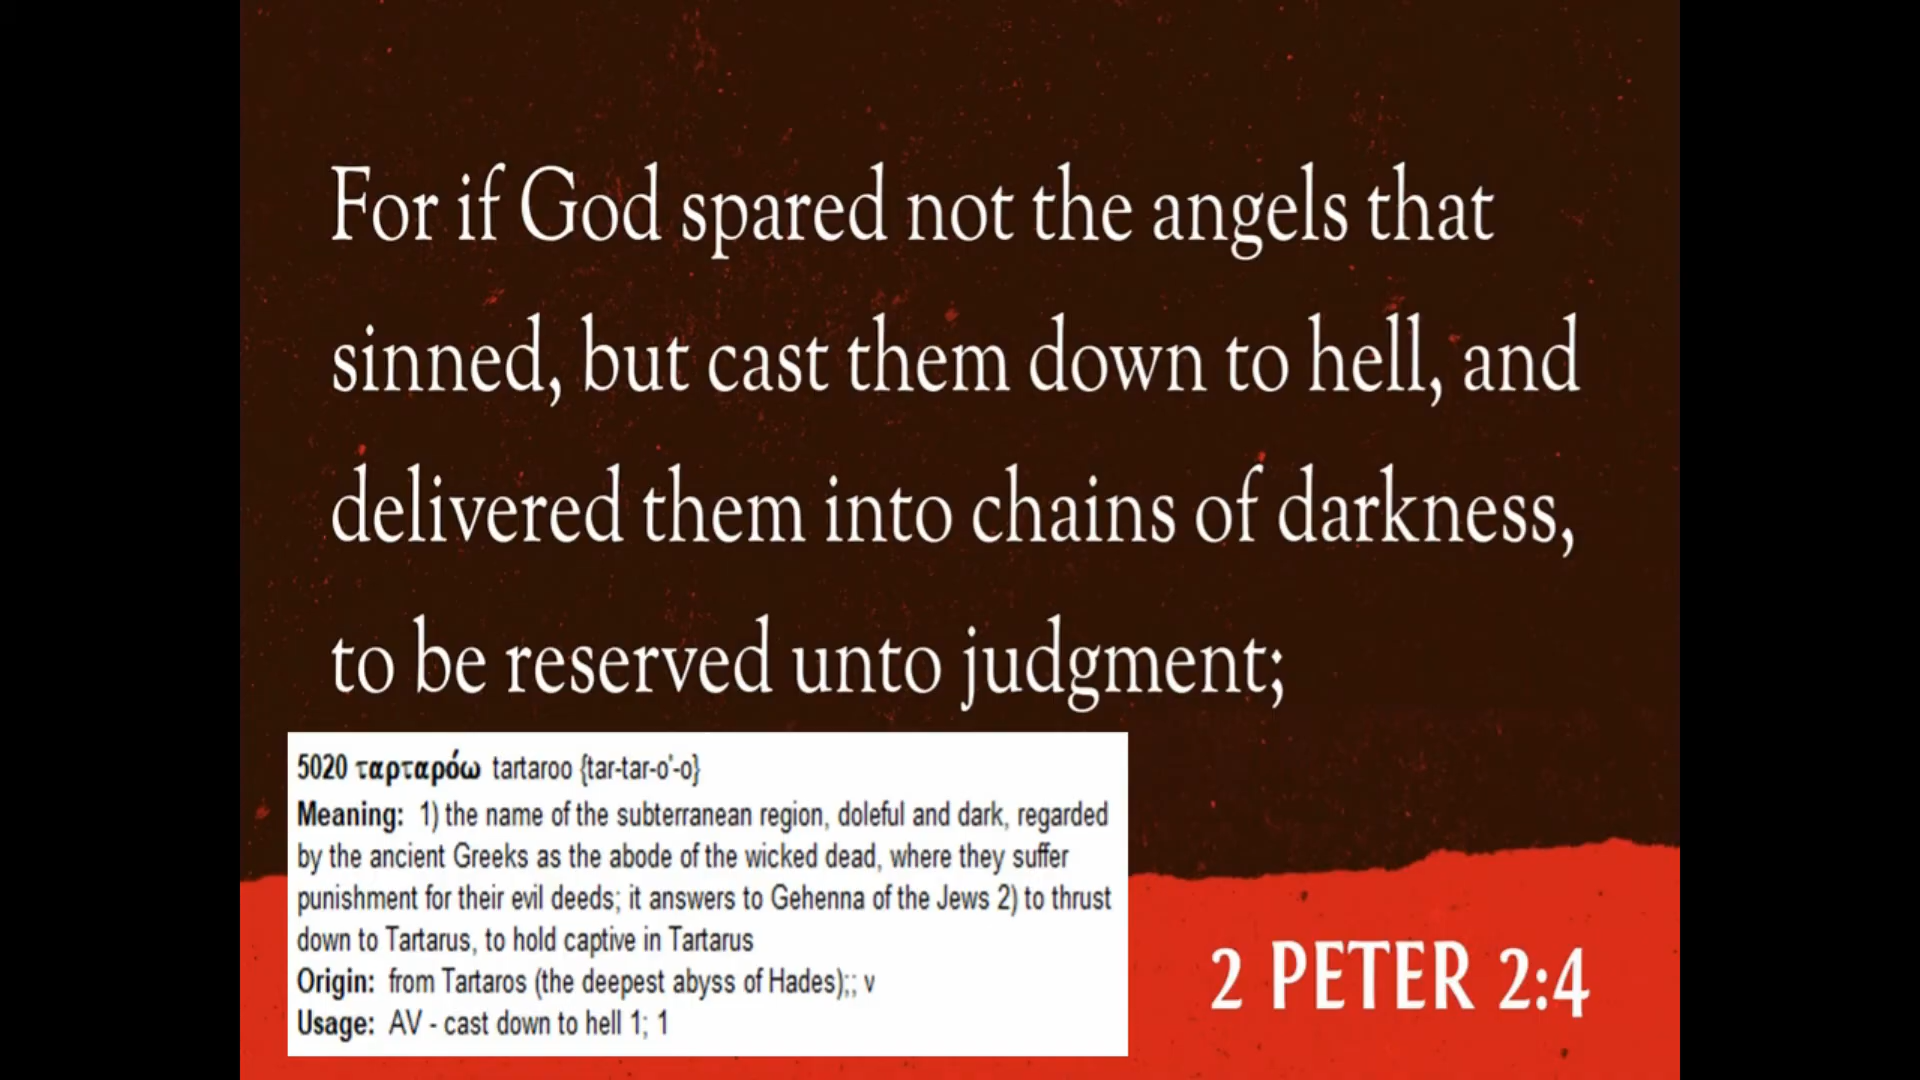 For if God spared not the angels that
sinned, but cast them down to hell, and
delivered them into chains of darkness,
to be reserved unto judgment;
5020 ταρταρόω tartaroo {tar-tar-o'-o}
Meaning: 1) the name of the subterranean region, doleful and dark, regarded
by the ancient Greeks as the abode of the wicked dead, where they suffer
punishment for their evil deeds; it answers to Gehenna of the Jews 2) to thrust
down to Tartarus, to hold captive in Tartarus
Origin: from Tartaros (the deepest abyss of Hades);; v
Usage: AV - cast down to hell 1; 1
2 PETER 2:4